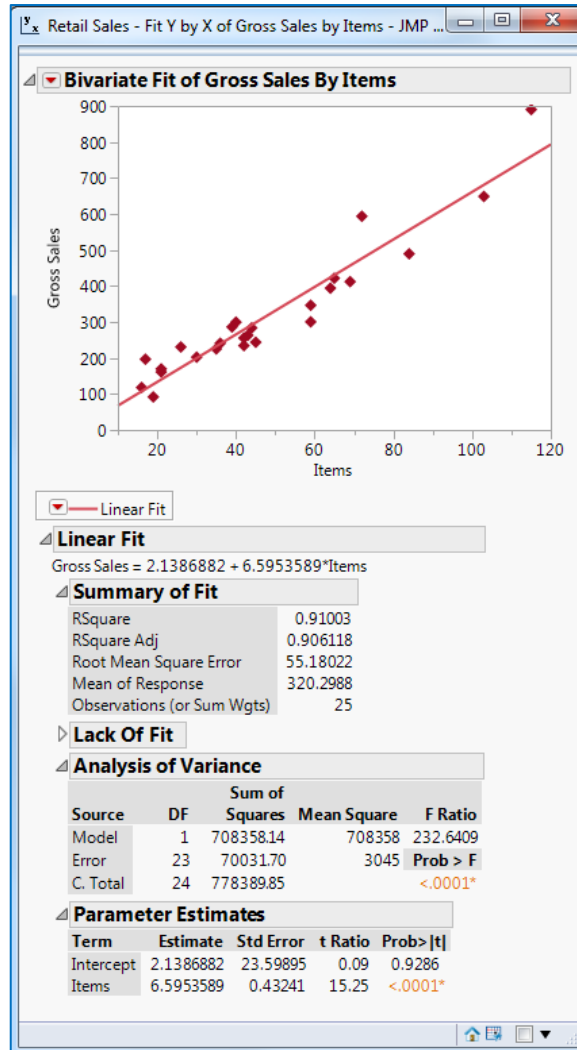 Retail Sales - Fit Y by X of Gross Sales by Items - JMP ...
Bivariate Fit of Gross Sales By Items
900
800
700
600
500
400
300
200
100
0
Gross Sales
20 40 60 80 100 120
Items
Linear Fit
Linear Fit
Gross Sales = 2.1386882 + 6.5953589*Items
Summary of Fit
RSquare 0.91003
RSquare Adj 0.906118
Root Mean Square Error 55.18022
Mean of Response 320.2988
Observations (or Sum Wgts) 25
Lack Of Fit
Analysis of Variance
Sum of
Source DF Squares Mean Square F Ratio
Model 1 708358.14 708358 232.6409
Error 23 70031.70 3045 Prob > F
C. Total 24 778389.85 <.0001*
Parameter Estimates
Term Estimate Std Error t Ratio Prob>|t|
Intercept 2.1386882 23.59895 0.09 0.9286
Items 6.5953589 0.43241 15.25 <.0001*